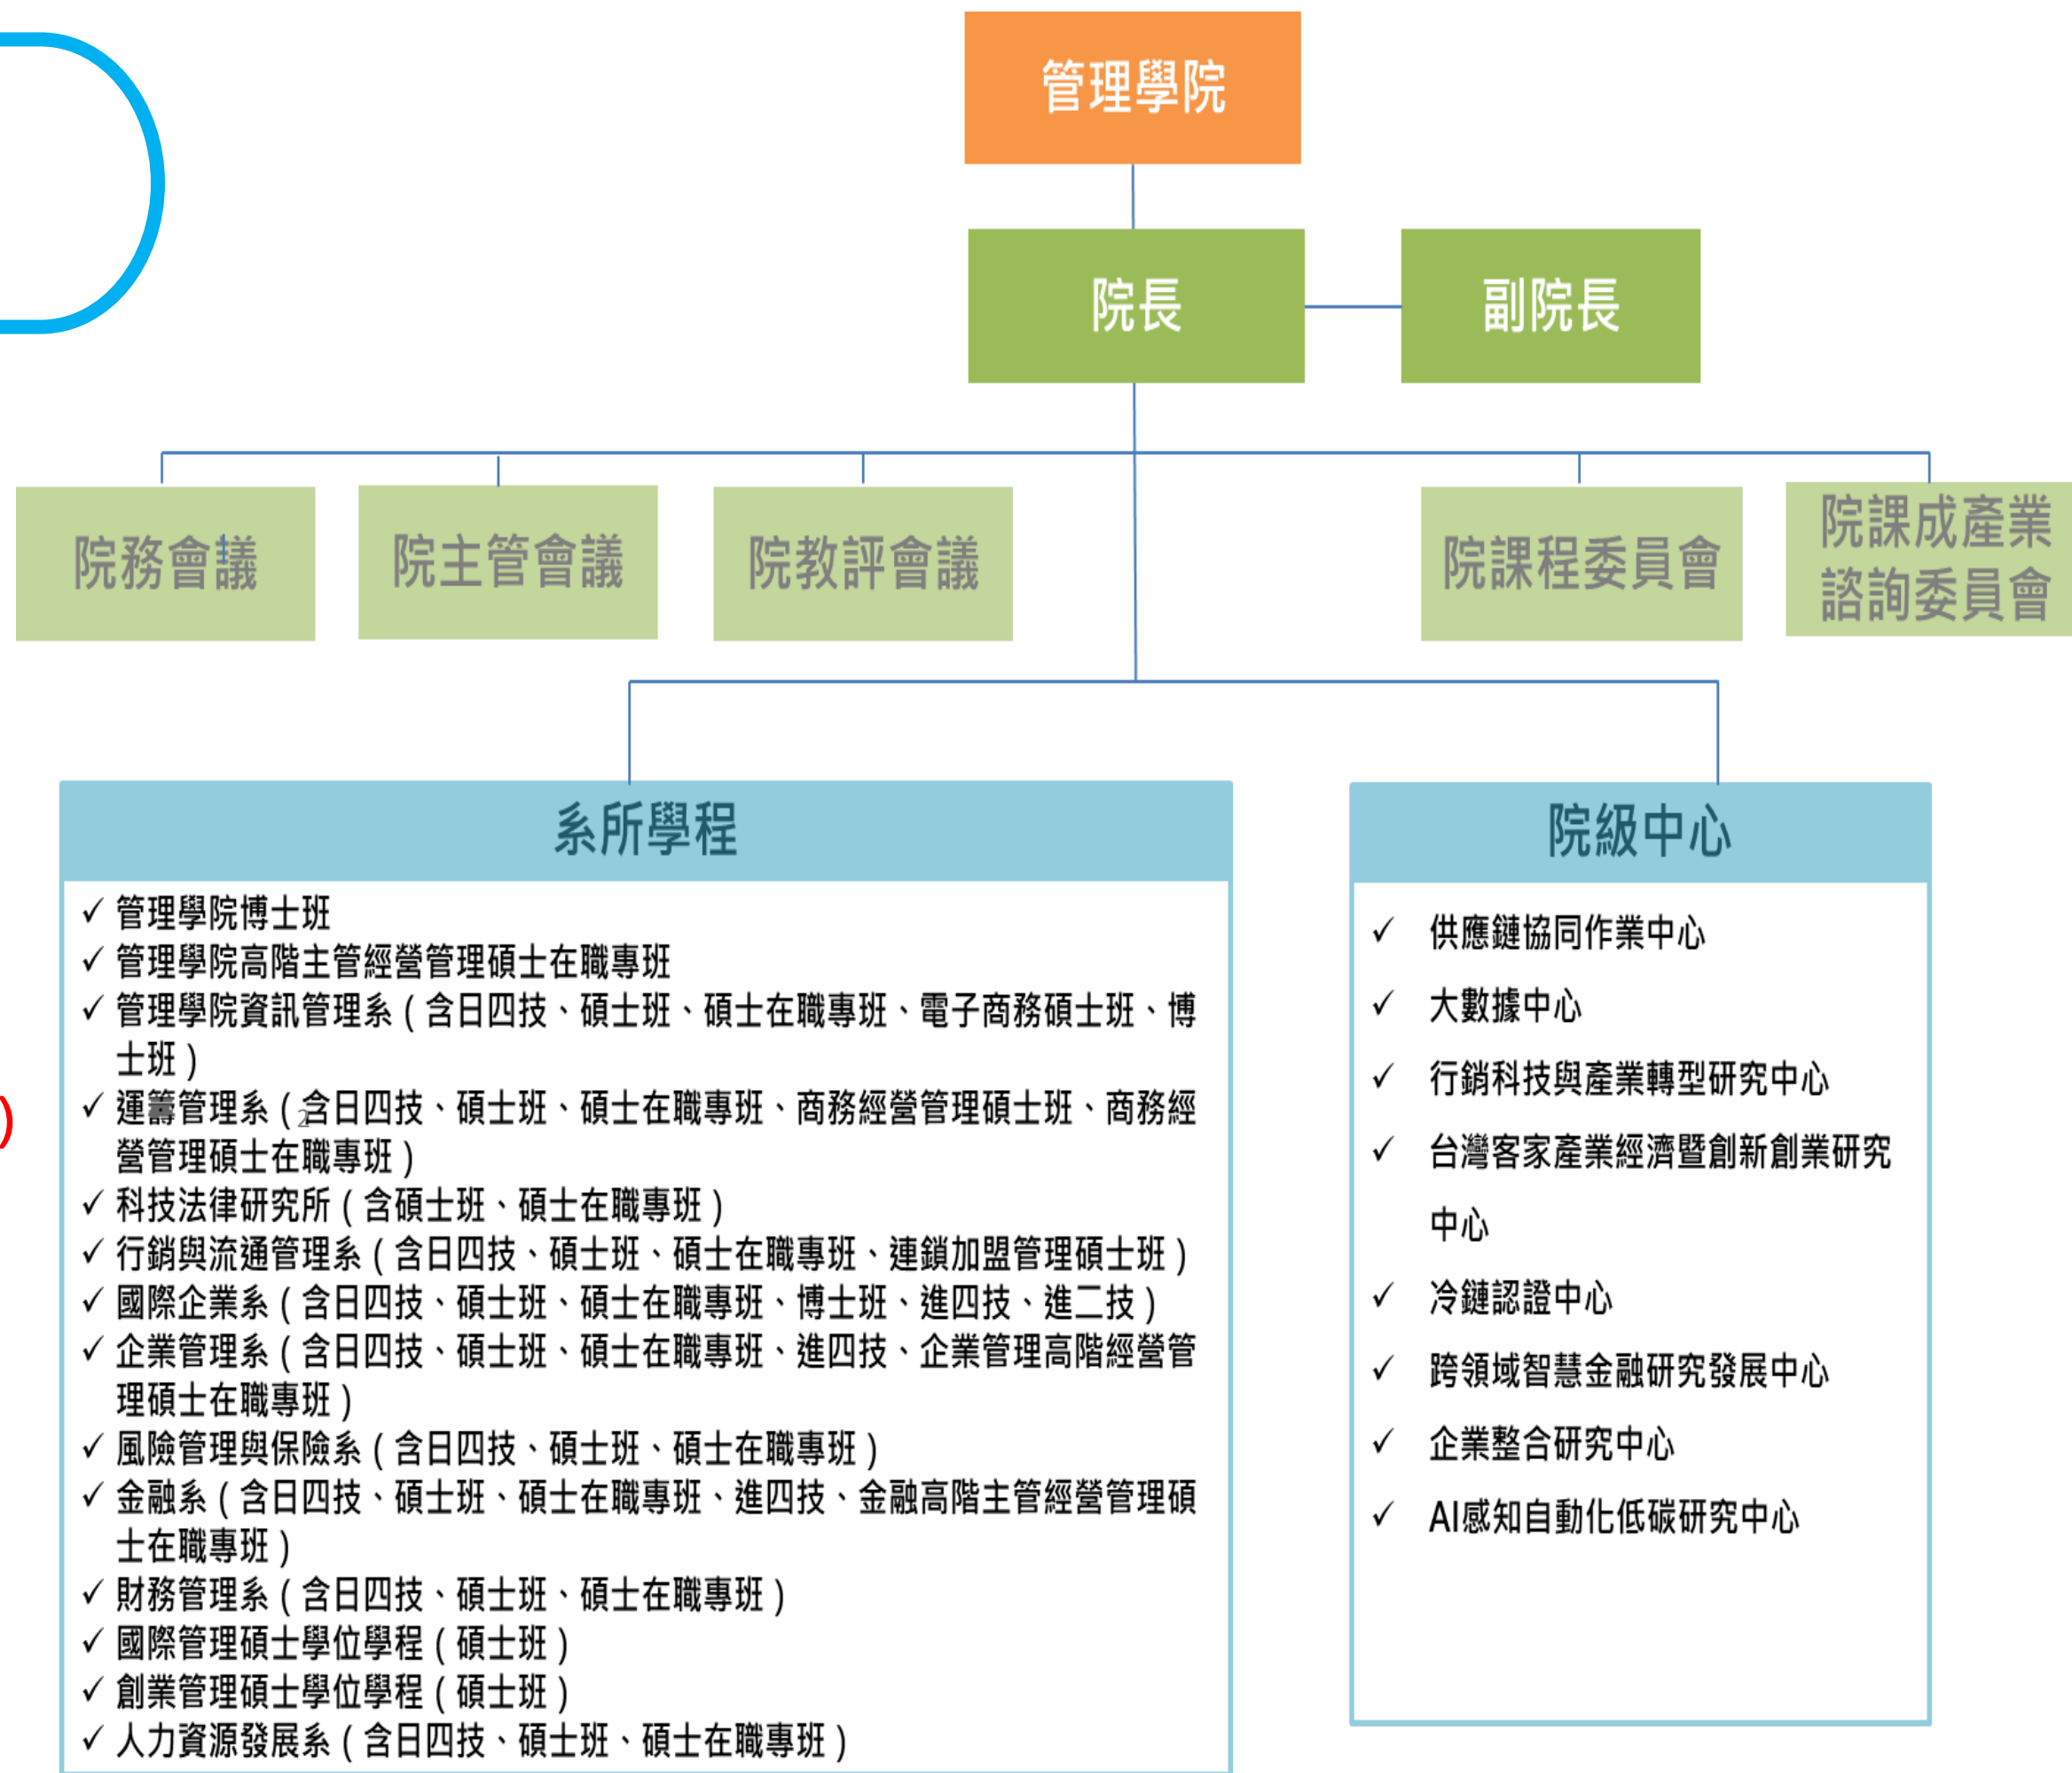 管理學院
院長
副院長
院務會議
院主管會議
院教評會議
院課程委員會
院課成產業
諮詢委員會
系所學程
✓ 管理學院博士班
✓ 管理學院高階主管經營管理碩士在職專班
✓ 管理學院資訊管理系(含日四技、碩士班、碩士在職專班、電子商務碩士班、博
士班)
✓ 運籌管理系(含日四技、碩士班、碩士在職專班、商務經營管理碩士班、商務經
營管理碩士在職專班)
✓ 科技法律研究所(含碩士班、碩士在職專班)
✓ 行銷與流通管理系(含日四技、碩士班、碩士在職專班、連鎖加盟管理碩士班)
✓ 國際企業系(含日四技、碩士班、碩士在職專班、博士班、進四技、進二技)
✓ 企業管理系(含日四技、碩士班、碩士在職專班、進四技、企業管理高階經營管
理碩士在職專班)
✓ 風險管理與保險系(含日四技、碩士班、碩士在職專班)
✓ 金融系(含日四技、碩士班、碩士在職專班、進四技、金融高階主管經營管理碩
士在職專班)
✓ 財務管理系(含日四技、碩士班、碩士在職專班)
✓ 國際管理碩士學位學程(碩士班)
✓ 創業管理碩士學位學程(碩士班)
✓ 人力資源發展系(含日四技、碩士班、碩士在職專班)
院級中心
✓ 供應鏈協同作業中心
✓ 大數據中心
✓ 行銷科技與產業轉型研究中心
✓ 台灣客家產業經濟暨創新創業研究
中心
✓ 冷鏈認證中心
✓ 跨領域智慧金融研究發展中心
✓ 企業整合研究中心
✓ AI感知自動化低碳研究中心
)
2